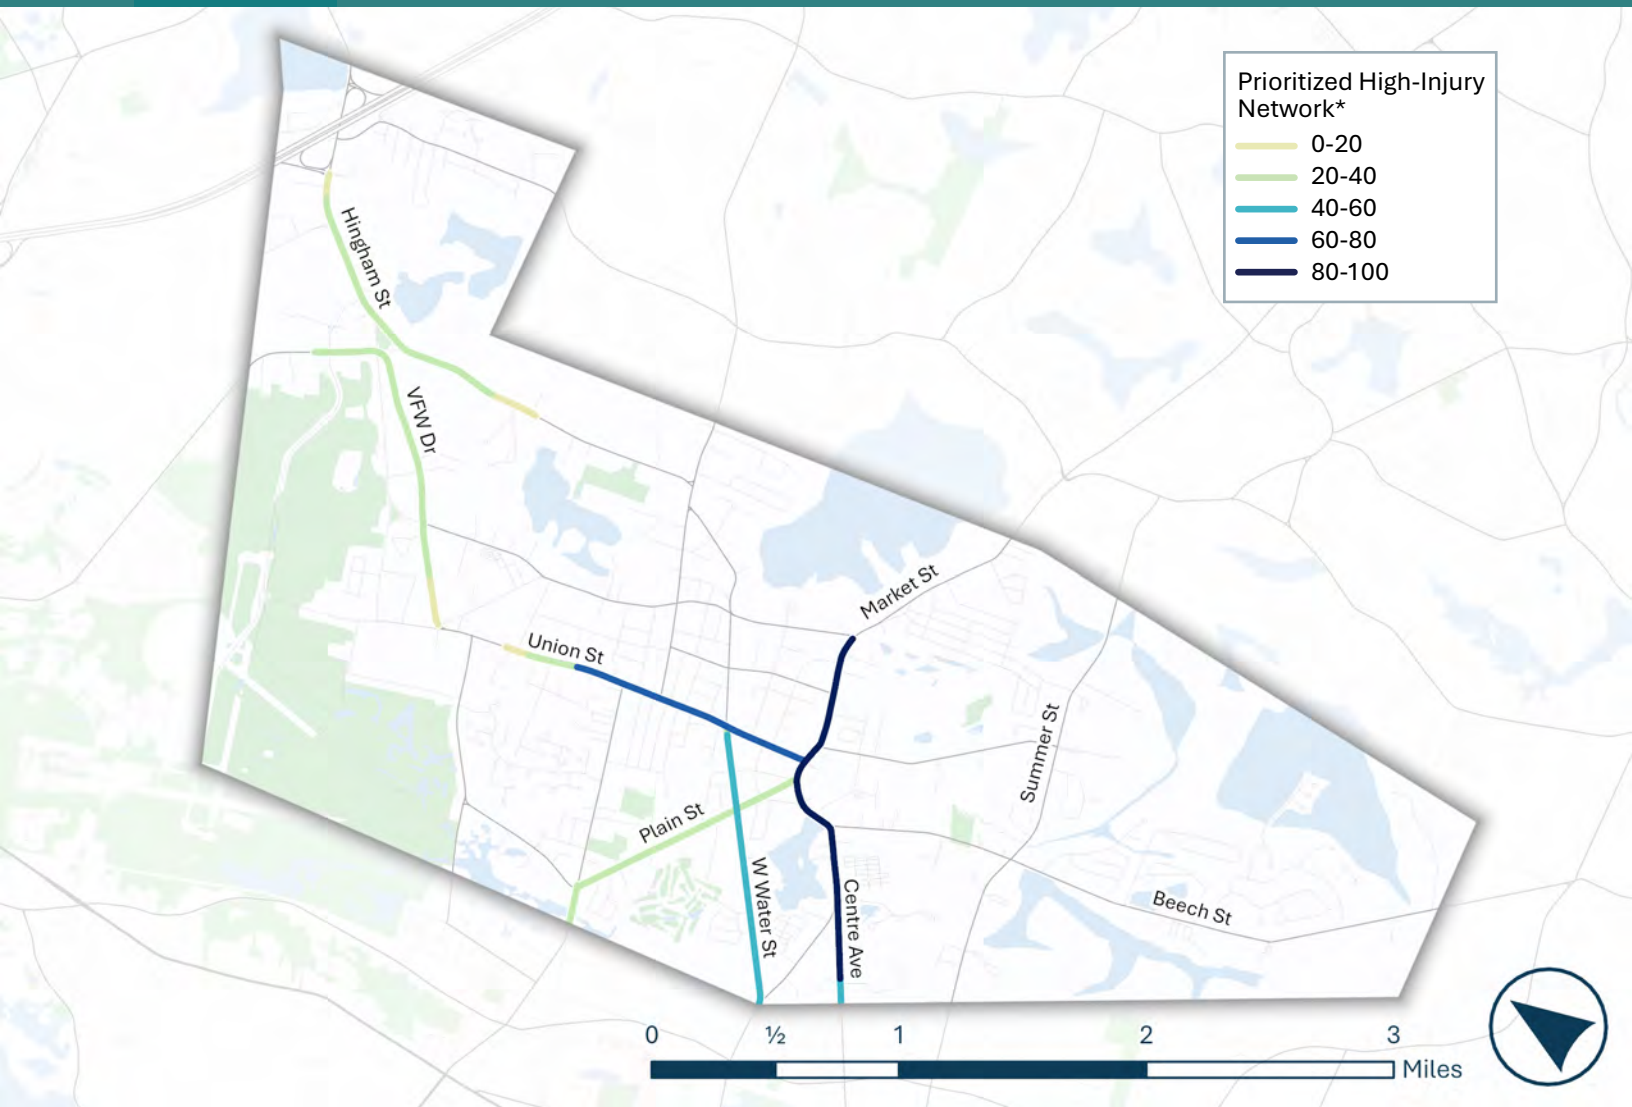 Prioritized High-Injury
Network*
0-20
20-40
40-60
60-80
80-100
Hingham St
VFW Dr
Market St
Union St
Summer St
Plain St
W Water St
Centre Ave
Beech St
0 ½ 1 2 3
Miles